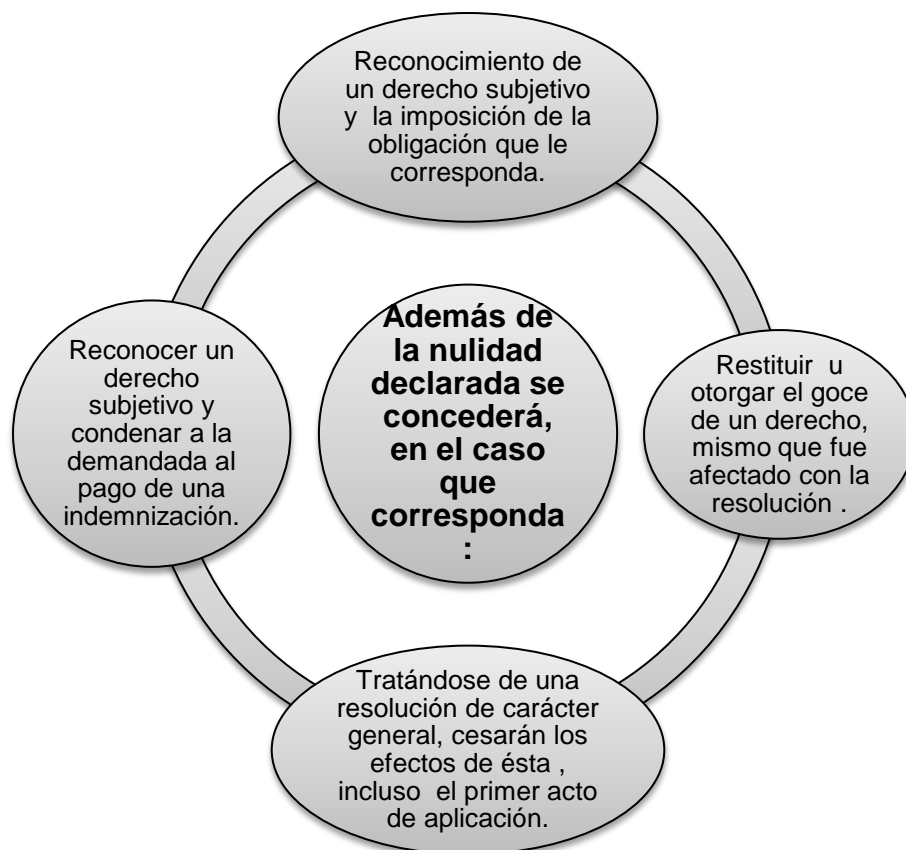 Reconocimiento de
un derecho subjetivo
y la imposición de la
obligación que le
corresponda.
Además de
la nulidad
declarada se
concederá,
en el caso
que
corresponda
:
Restituir u
otorgar el goce
de un derecho,
mismo que fue
afectado con la
resolución .
Tratándose de una
resolución de carácter
general, cesarán los
efectos de ésta ,
incluso el primer acto
de aplicación.
Reconocer un
derecho
subjetivo y
condenar a la
demandada al
pago de una
indemnización.